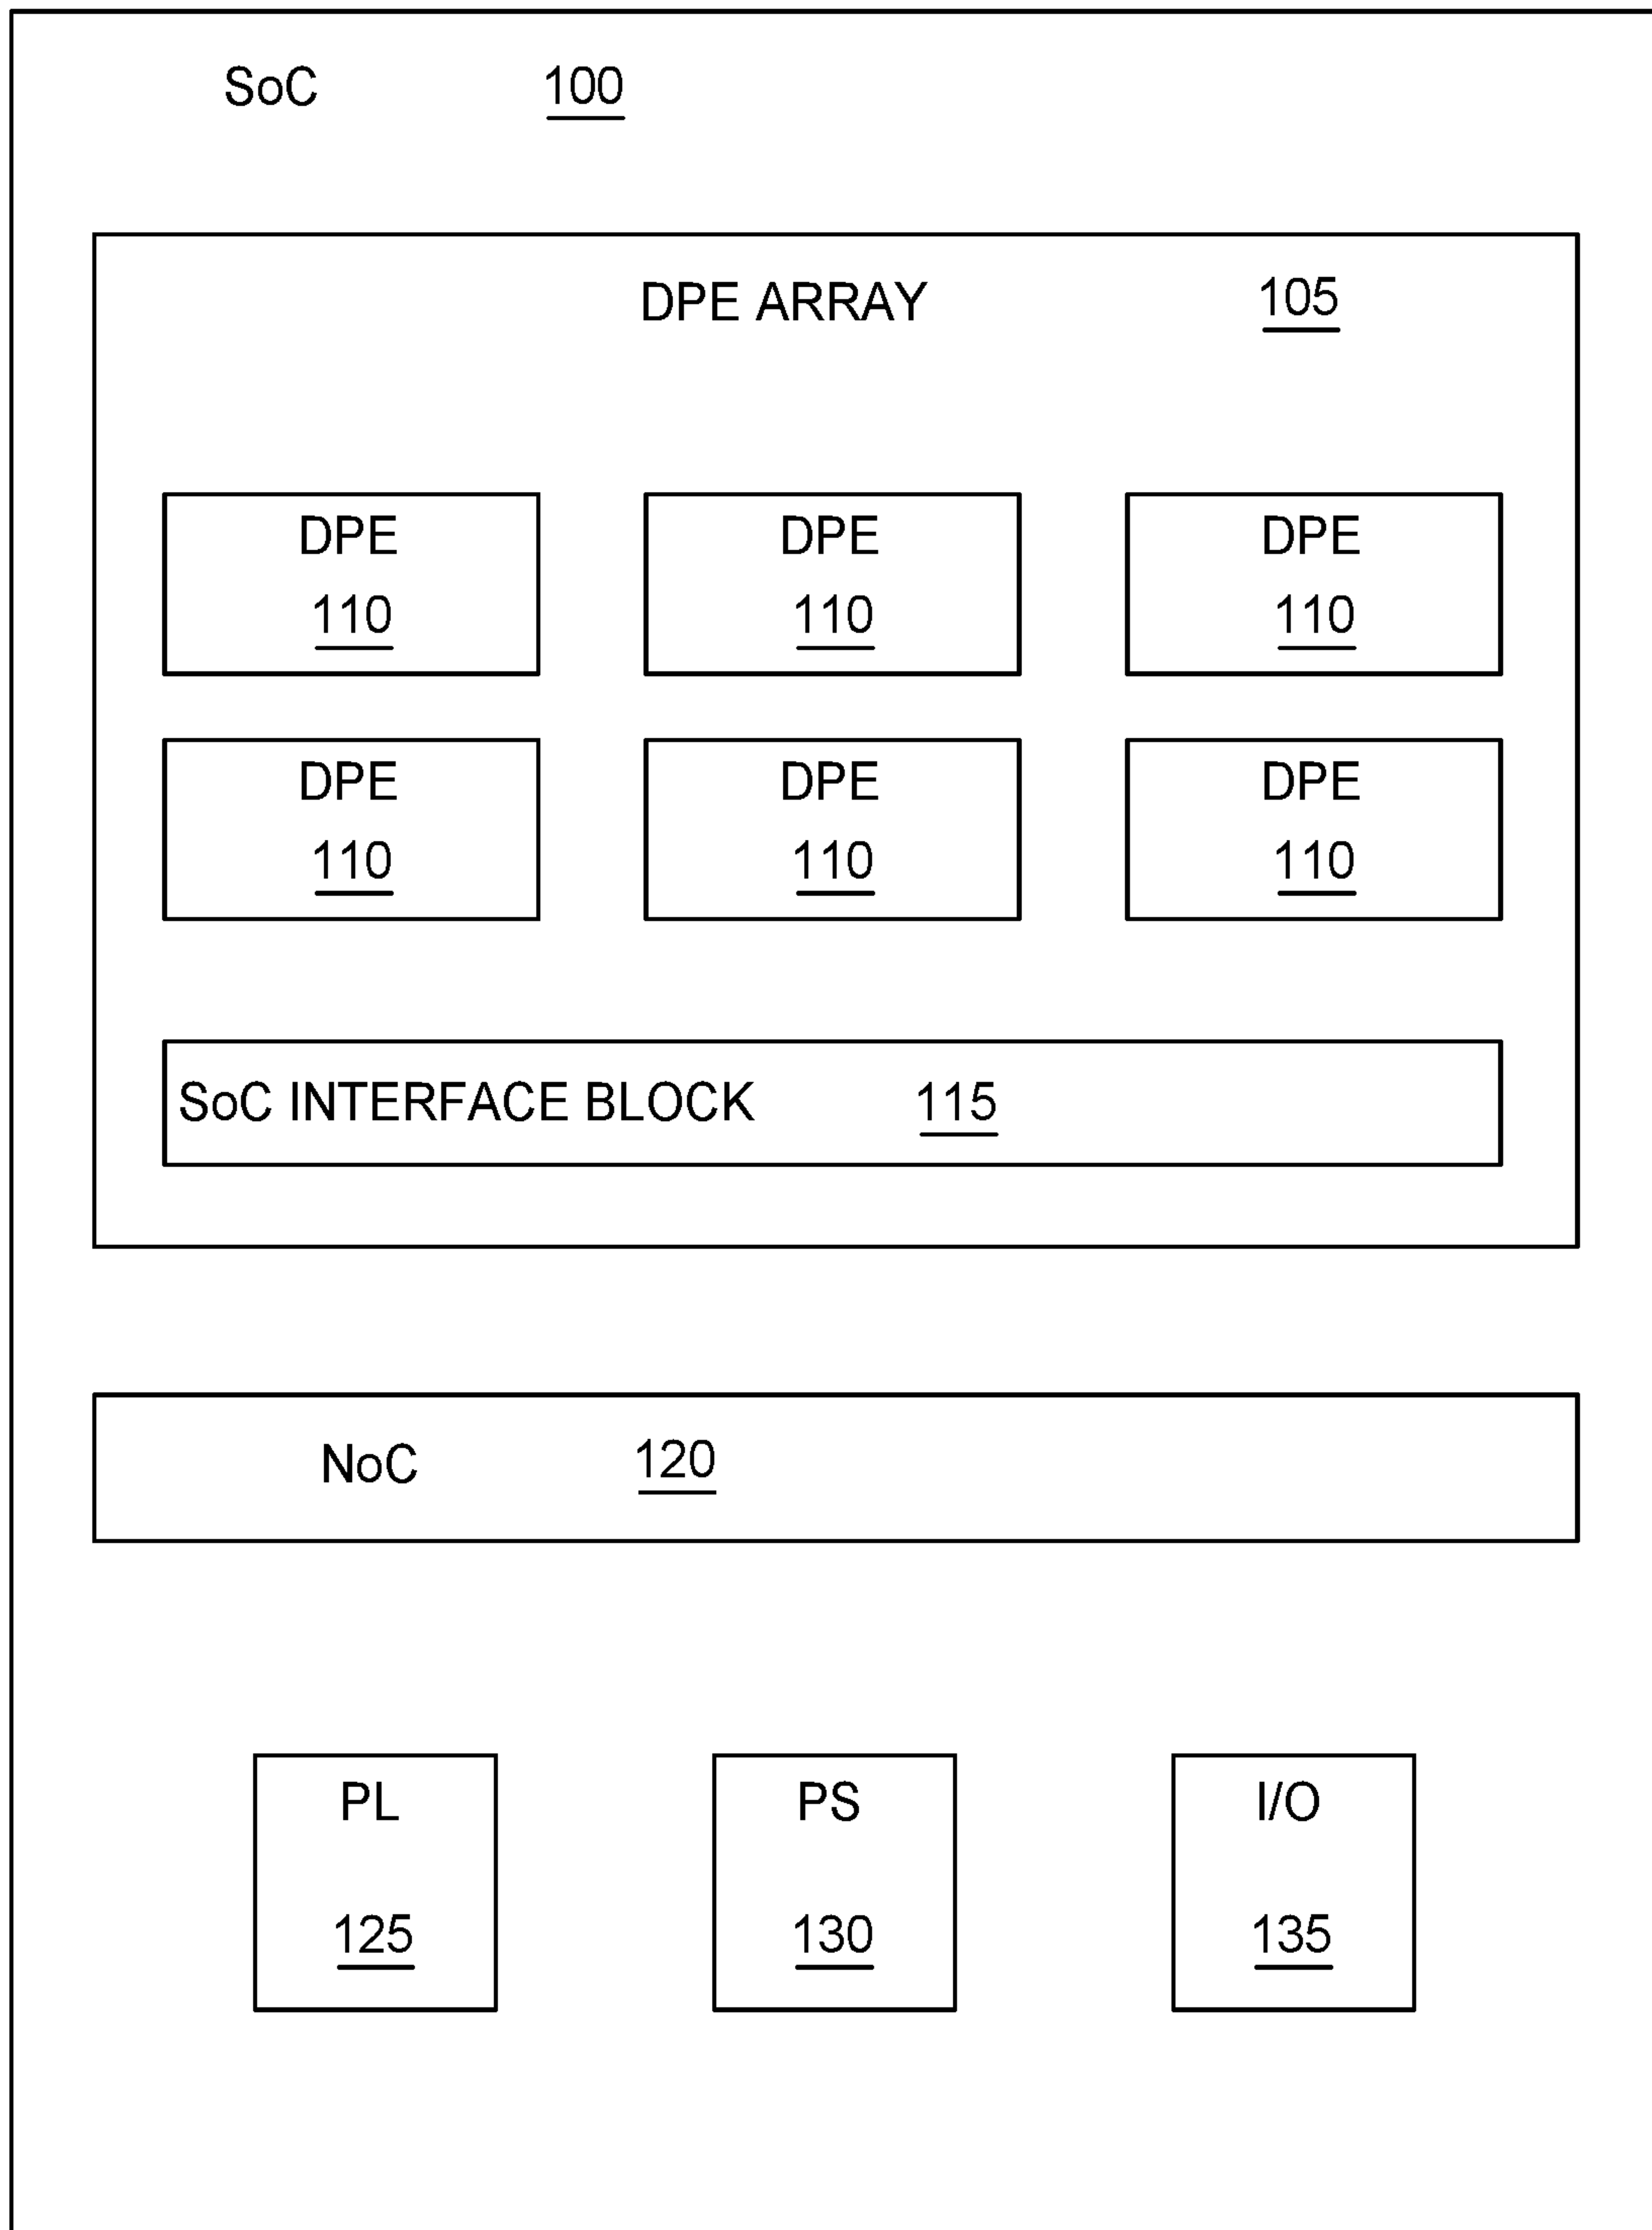 SoC 100
DPE ARRAY 105
DPE DPE DPE
110 110 110
DPE DPE DPE
110 110 110
SoC INTERFACE BLOCK 115
NoC 120
PL PS I/O
125 130 135